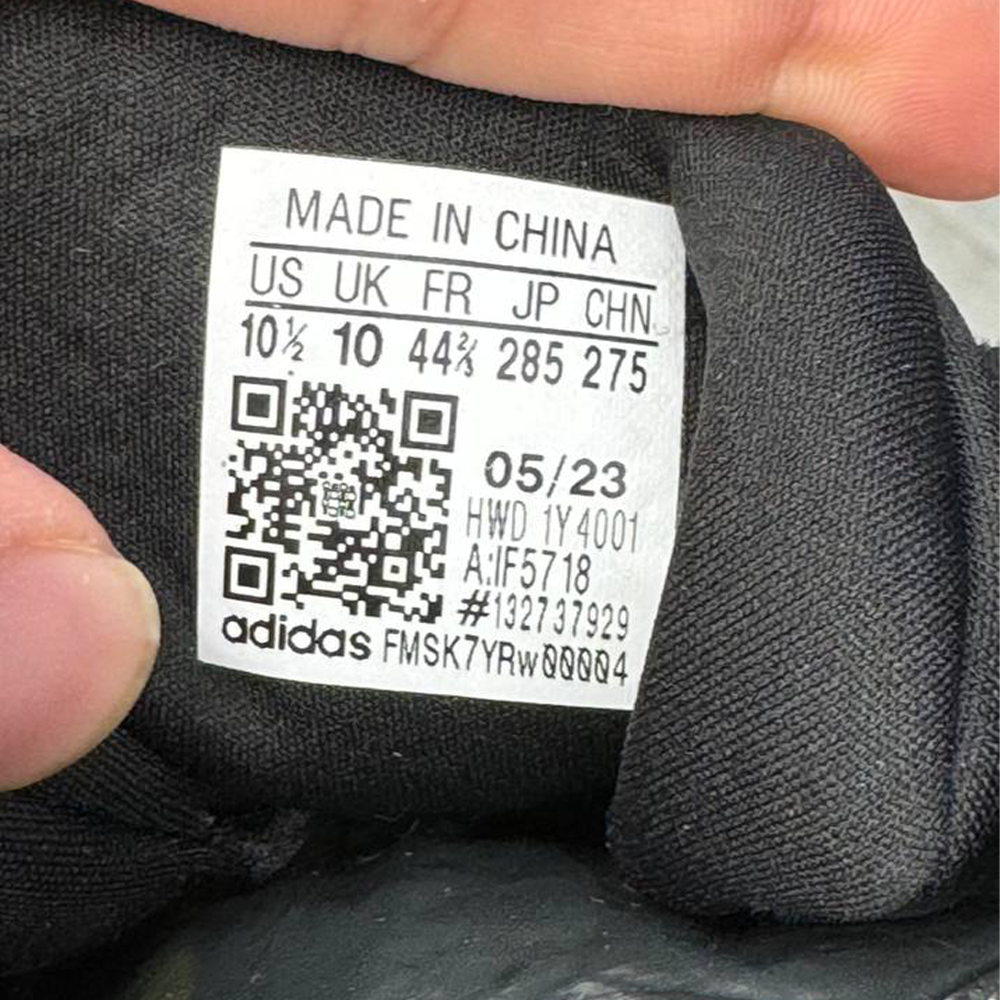 MADE IN CHINA
US UK FR JP CHN
10½ 10 44⅔ 285 275
05/23
HWD 1Y4001
A:IF5718
#132737929
adidas FMSK7YRw00004